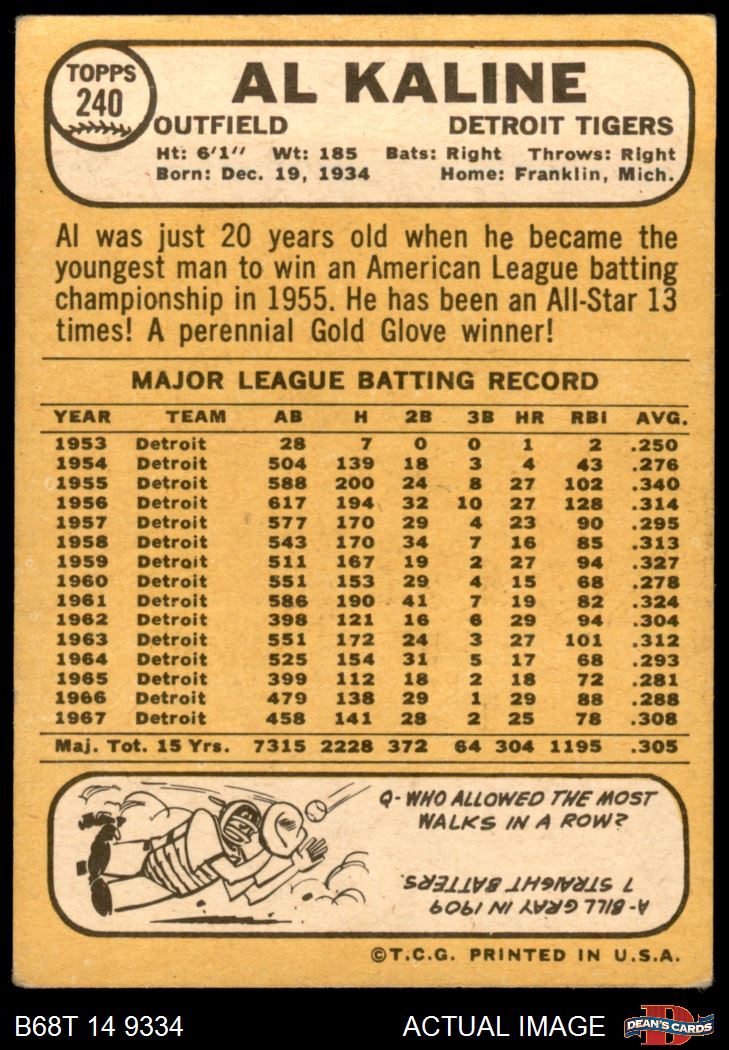 TOPPS
240
AL KALINE
OUTFIELD DETROIT TIGERS
Ht: 6'1" Wt: 185 Bats: Right Throws: Right
Born: Dec. 19, 1934 Home: Franklin, Mich.
Al was just 20 years old when he became the
youngest man to win an American League batting
championship in 1955. He has been an All-Star 13
times! A perennial Gold Glove winner!
MAJOR LEAGUE BATTING RECORD
YEAR TEAM AB H 2B 3B HR RBI AVG.
1953 Detroit 28 7 0 0 1 2 .250
1954 Detroit 504 139 18 3 4 43 .276
1955 Detroit 588 200 24 8 27 102 .340
1956 Detroit 617 194 32 10 27 128 .314
1957 Detroit 577 170 29 4 23 90 .295
1958 Detroit 543 170 34 7 16 85 .313
1959 Detroit 511 167 19 2 27 94 .327
1960 Detroit 551 153 29 4 15 68 .278
1961 Detroit 586 190 41 7 19 82 .324
1962 Detroit 398 121 16 6 29 94 .304
1963 Detroit 551 172 24 3 27 101 .312
1964 Detroit 525 154 31 5 17 68 .293
1965 Detroit 399 112 18 2 18 72 .281
1966 Detroit 479 138 29 1 29 88 .288
1967 Detroit 458 141 28 2 25 78 .308
Maj. Tot. 15 Yrs. 7315 2228 372 64 304 1195 .305
Q-WHO ALLOWED THE MOST
WALKS IN A ROW?
A-BILL GRAY IN 1909
7 STRAIGHT BATTERS
©T.C.G. PRINTED IN U.S.A.
B68T 14 9334 ACTUAL IMAGE
DEAN'S CARDS